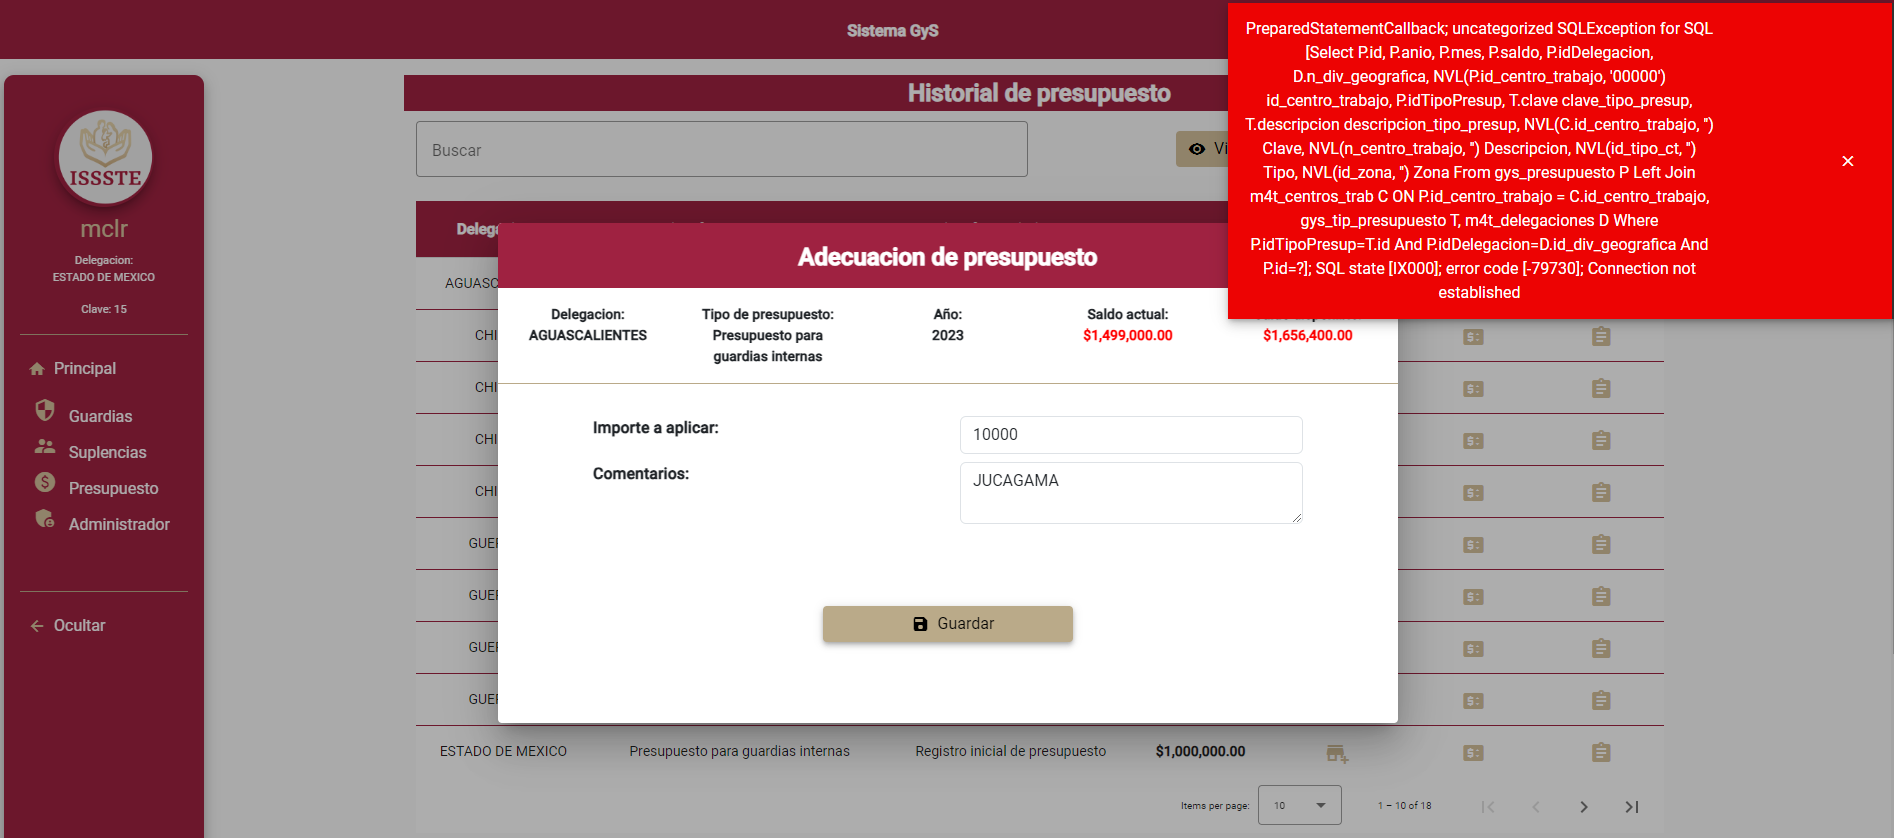 Sistema GyS
PreparedStatementCallback; uncategorized SQLException for SQL
[Select P.id, P.anio, P.mes, P.saldo, P.idDelegacion,
D.n_div_geografica, NVL(P.id_centro_trabajo, '00000')
id_centro_trabajo, P.idTipoPresup, T.clave clave_tipo_presup,
T.descripcion descripcion_tipo_presup, NVL(C.id_centro_trabajo, '')
Clave, NVL(n_centro_trabajo, '') Descripcion, NVL(id_tipo_ct, '')
Tipo, NVL(id_zona, '') Zona From gys_presupuesto P Left Join
m4t_centros_trab C ON P.id_centro_trabajo = C.id_centro_trabajo,
gys_tip_presupuesto T, m4t_delegaciones D Where
P.idTipoPresup=T.id And P.idDelegacion=D.id_div_geografica And
P.id=?]; SQL state [IX000]; error code [-79730]; Connection not
established
ISSSTE
mclr
Delegacion:
ESTADO DE MEXICO
Clave: 15
Principal
Guardias
Suplencias
Presupuesto
Administrador
Ocultar
Historial de presupuesto
Buscar
Vi
Deleg
AGUASC
CHI
CHI
CHI
CHI
GUER
GUER
GUER
GUER
Adecuacion de presupuesto
Delegacion:
AGUASCALIENTES
Tipo de presupuesto:
Presupuesto para
guardias internas
Año:
2023
Saldo actual:
$1,499,000.00
$1,656,400.00
Importe a aplicar:
10000
Comentarios:
JUCAGAMA
Guardar
ESTADO DE MEXICO Presupuesto para guardias internas Registro inicial de presupuesto $1,000,000.00
Items per page: 10 1 – 10 of 18